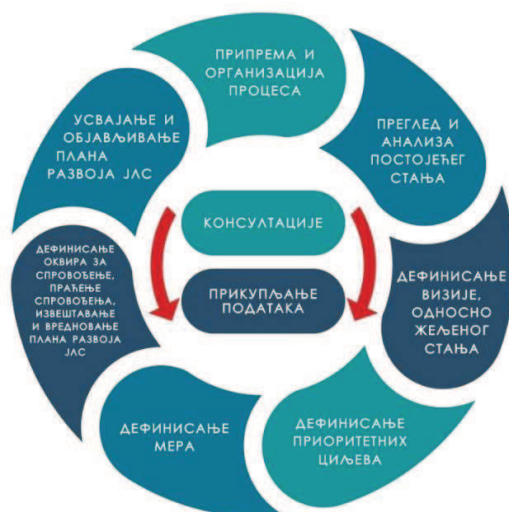 ПРИПРЕМА И
ОРГАНИЗАЦИЈА
ПРОЦЕСА
ПРЕГЛЕД И
АНАЛИЗА
ПОСТОЈЕЋЕГ
СТАЊА
ДЕФИНИСАЊЕ
ВИЗИЈЕ,
ОДНОСНО
ЖЕЉЕНОГ
СТАЊА
ДЕФИНИСАЊЕ
ПРИОРИТЕТНИХ
ЦИЉЕВА
ДЕФИНИСАЊЕ
МЕРА
ДЕФИНИСАЊЕ
ОКВИРА ЗА
СПРОВОЂЕЊЕ,
ПРАЋЕЊЕ
СПРОВОЂЕЊА,
ИЗВЕШТАВАЊЕ
И ВРЕДНОВАЊЕ
ПЛАНА РАЗВОЈА
ЈЛС
УСВАЈАЊЕ И
ОБЈАВЉИВАЊЕ
ПЛАНА
РАЗВОЈА ЈЛС
КОНСУЛТАЦИЈЕ
ПРИКУПЉАЊЕ
ПОДАТАКА